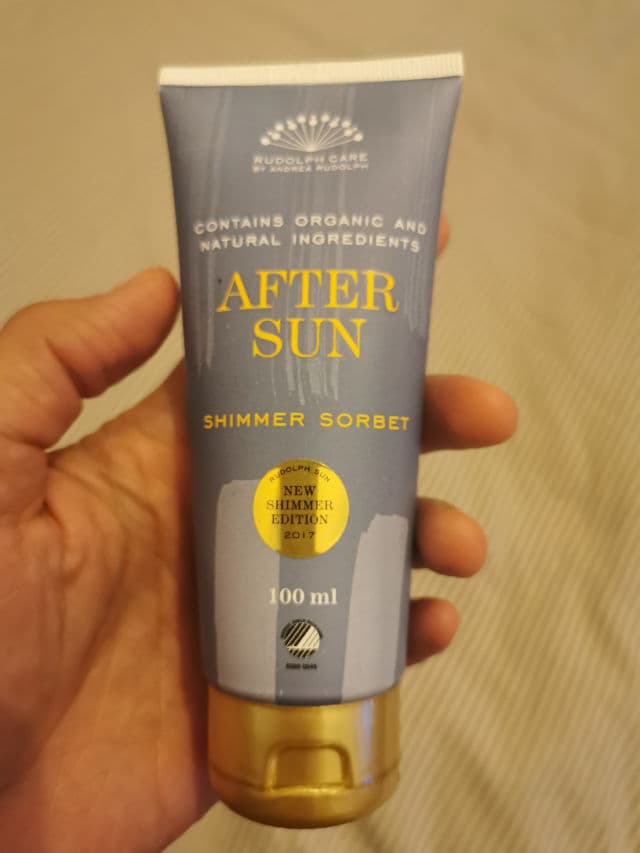 RUDOLPH CARE
BY ANDREA RUDOLPH
CONTAINS ORGANIC AND
NATURAL INGREDIENTS
AFTER
SUN
SHIMMER SORBET
RUDOLPH SUN
NEW
SHIMMER
EDITION
2017
100 ml